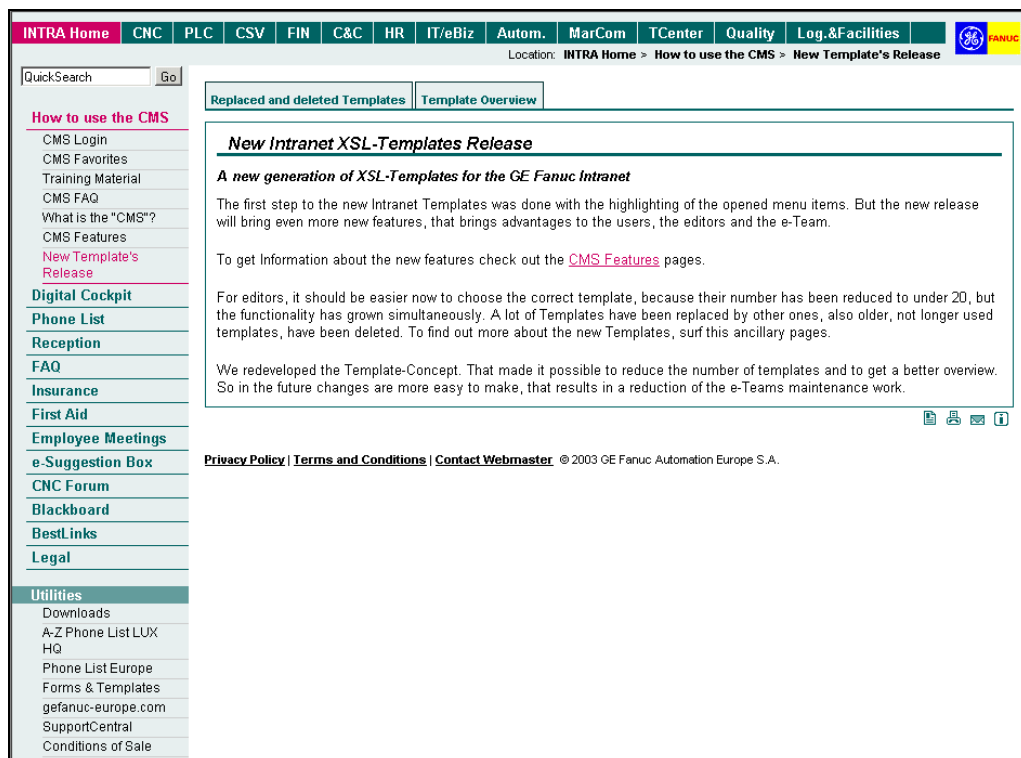 INTRA Home CNC PLC CSV FIN C&C HR IT/eBiz Autom. MarCom TCenter Quality Log.&Facilities
GE FANUC
Location: INTRA Home > How to use the CMS > New Template's Release
QuickSearch Go
How to use the CMS
CMS Login
CMS Favorites
Training Material
CMS FAQ
What is the "CMS"?
CMS Features
New Template's
Release
Digital Cockpit
Phone List
Reception
FAQ
Insurance
First Aid
Employee Meetings
e-Suggestion Box
CNC Forum
Blackboard
BestLinks
Legal
Utilities
Downloads
A-Z Phone List LUX
HQ
Phone List Europe
Forms & Templates
gefanuc-europe.com
SupportCentral
Conditions of Sale
Replaced and deleted Templates Template Overview
New Intranet XSL-Templates Release
A new generation of XSL-Templates for the GE Fanuc Intranet
The first step to the new Intranet Templates was done with the highlighting of the opened menu items. But the new release
will bring even more new features, that brings advantages to the users, the editors and the e-Team.
To get Information about the new features check out the CMS Features pages.
For editors, it should be easier now to choose the correct template, because their number has been reduced to under 20, but
the functionality has grown simultaneously. A lot of Templates have been replaced by other ones, also older, not longer used
templates, have been deleted. To find out more about the new Templates, surf this ancillary pages.
We redeveloped the Template-Concept. That made it possible to reduce the number of templates and to get a better overview.
So in the future changes are more easy to make, that results in a reduction of the e-Teams maintenance work.
Privacy Policy | Terms and Conditions | Contact Webmaster © 2003 GE Fanuc Automation Europe S.A.